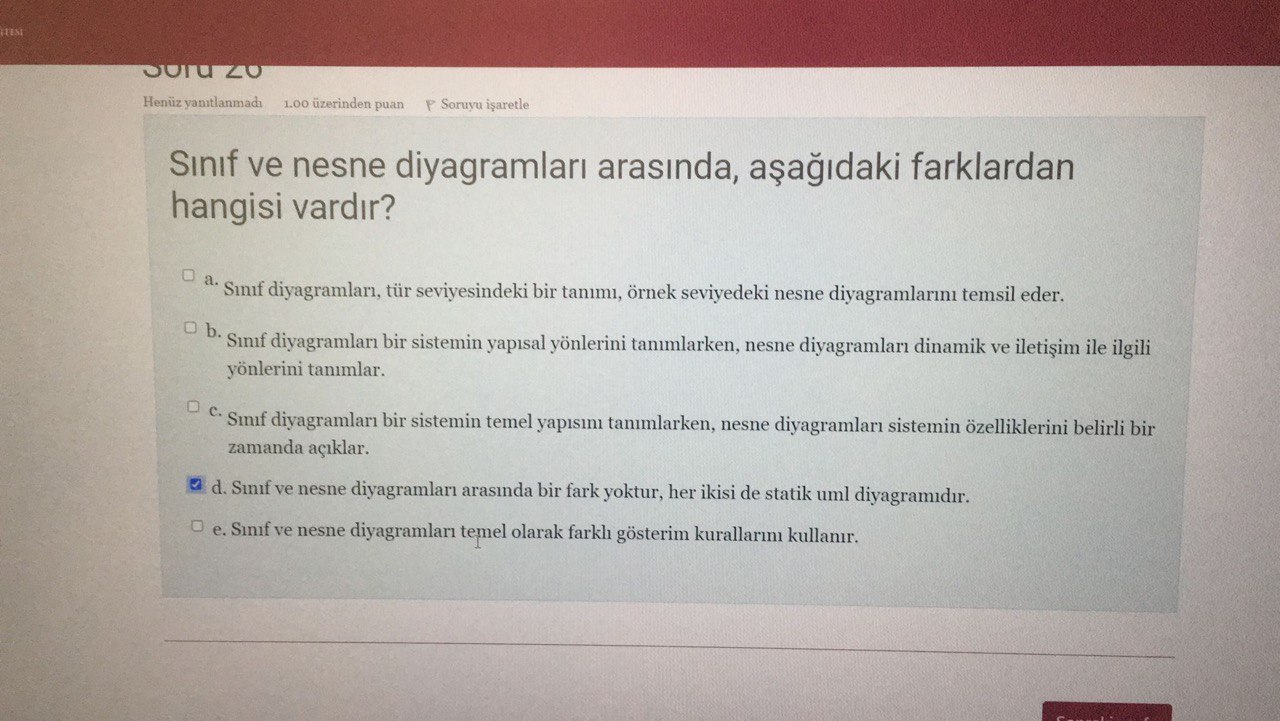 Soru 26
Henüz yanıtlanmadı 1.00 üzerinden puan Soruyu işaretle
Sınıf ve nesne diyagramları arasında, aşağıdaki farklardan
hangisi vardır?
a. Sınıf diyagramları, tür seviyesindeki bir tanımı, örnek seviyedeki nesne diyagramlarını temsil eder.
b. Sınıf diyagramları bir sistemin yapısal yönlerini tanımlarken, nesne diyagramları dinamik ve iletişim ile ilgili
yönlerini tanımlar.
c. Sınıf diyagramları bir sistemin temel yapısını tanımlarken, nesne diyagramları sistemin özelliklerini belirli bir
zamanda açıklar.
d. Sınıf ve nesne diyagramları arasında bir fark yoktur, her ikisi de statik uml diyagramıdır.
e. Sınıf ve nesne diyagramları temel olarak farklı gösterim kurallarını kullanır.